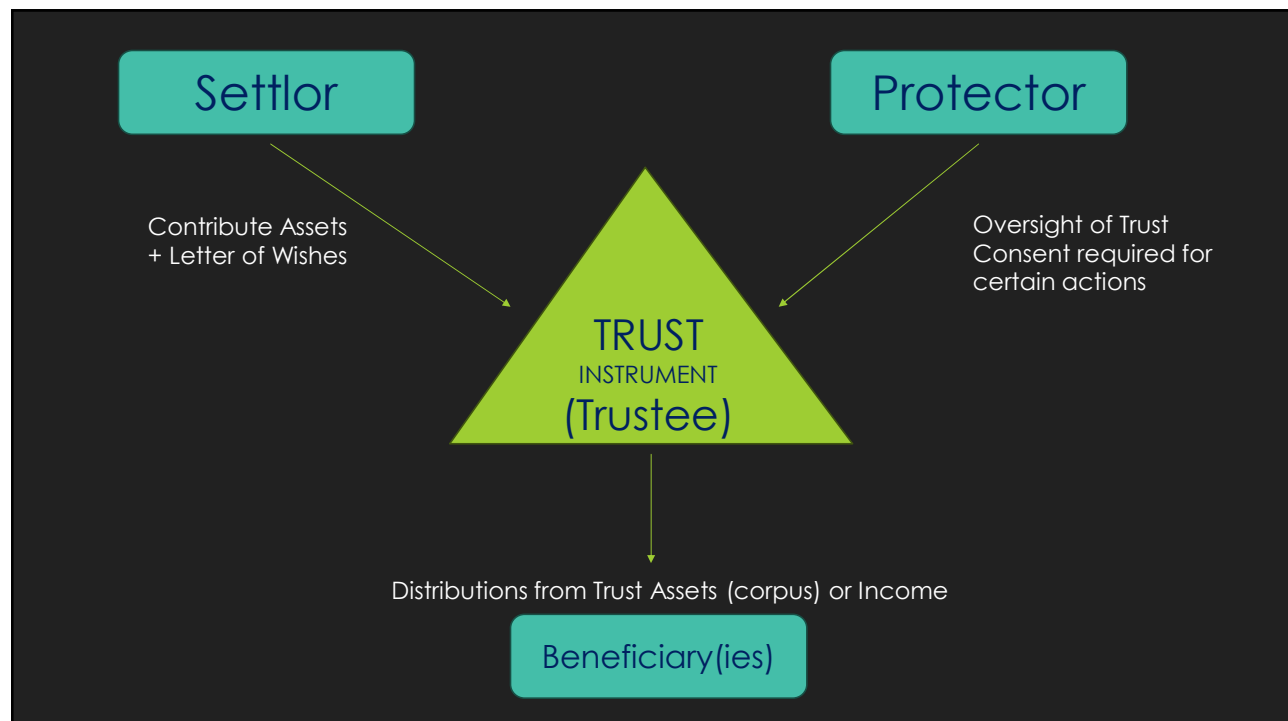 Settlor
Protector
Contribute Assets
+ Letter of Wishes
Oversight of Trust
Consent required for
certain actions
TRUST
INSTRUMENT
(Trustee)
Distributions from Trust Assets (corpus) or Income
Beneficiary(ies)